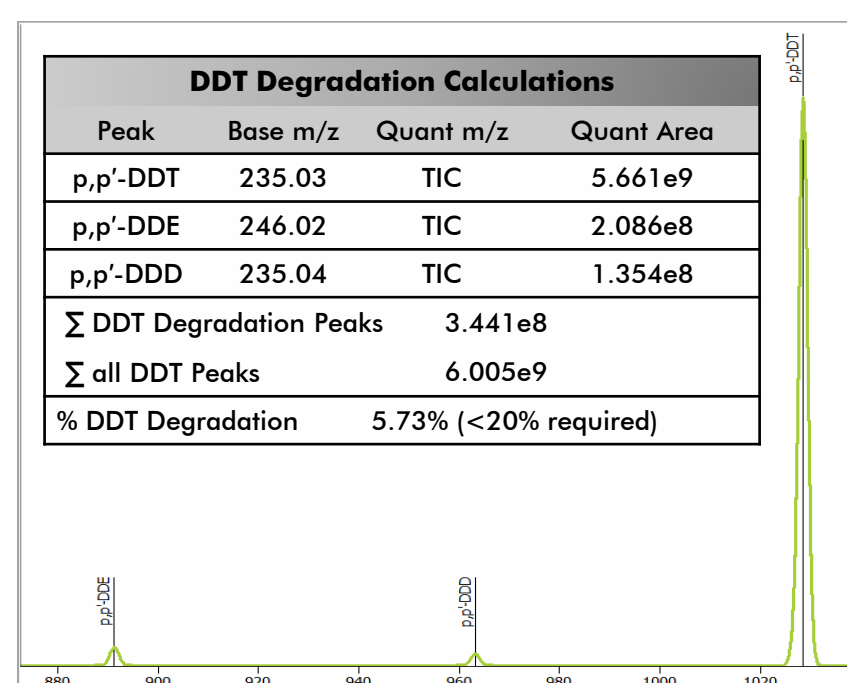 p,p'-DDT
DDT Degradation Calculations
Peak Base m/z Quant m/z Quant Area
p,p'-DDT 235.03 TIC 5.661e9
p,p'-DDE 246.02 TIC 2.086e8
p,p'-DDD 235.04 TIC 1.354e8
∑ DDT Degradation Peaks 3.441e8
∑ all DDT Peaks 6.005e9
% DDT Degradation 5.73% (<20% required)
p,p'-DDE
p,p'-DDD
880 900 920 940 960 980 1000 1020